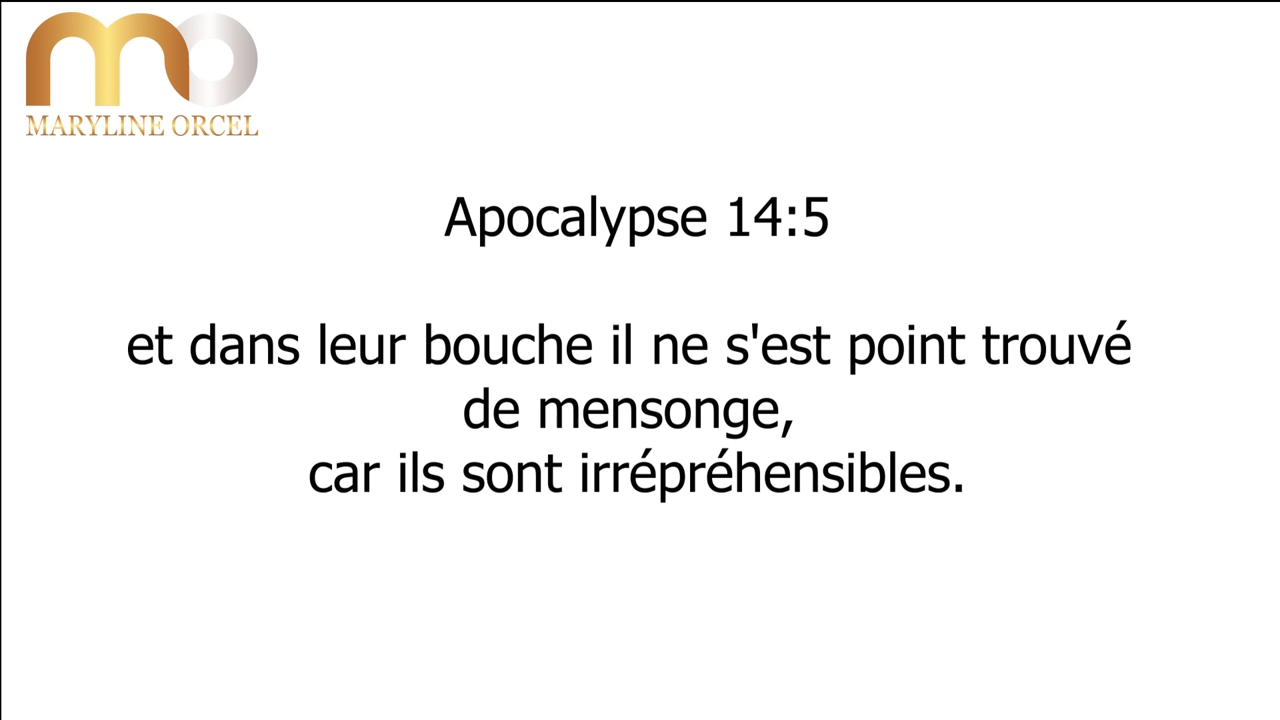 MARYLINE ORCEL
Apocalypse 14:5
et dans leur bouche il ne s'est point trouvé
de mensonge,
car ils sont irrépréhensibles.